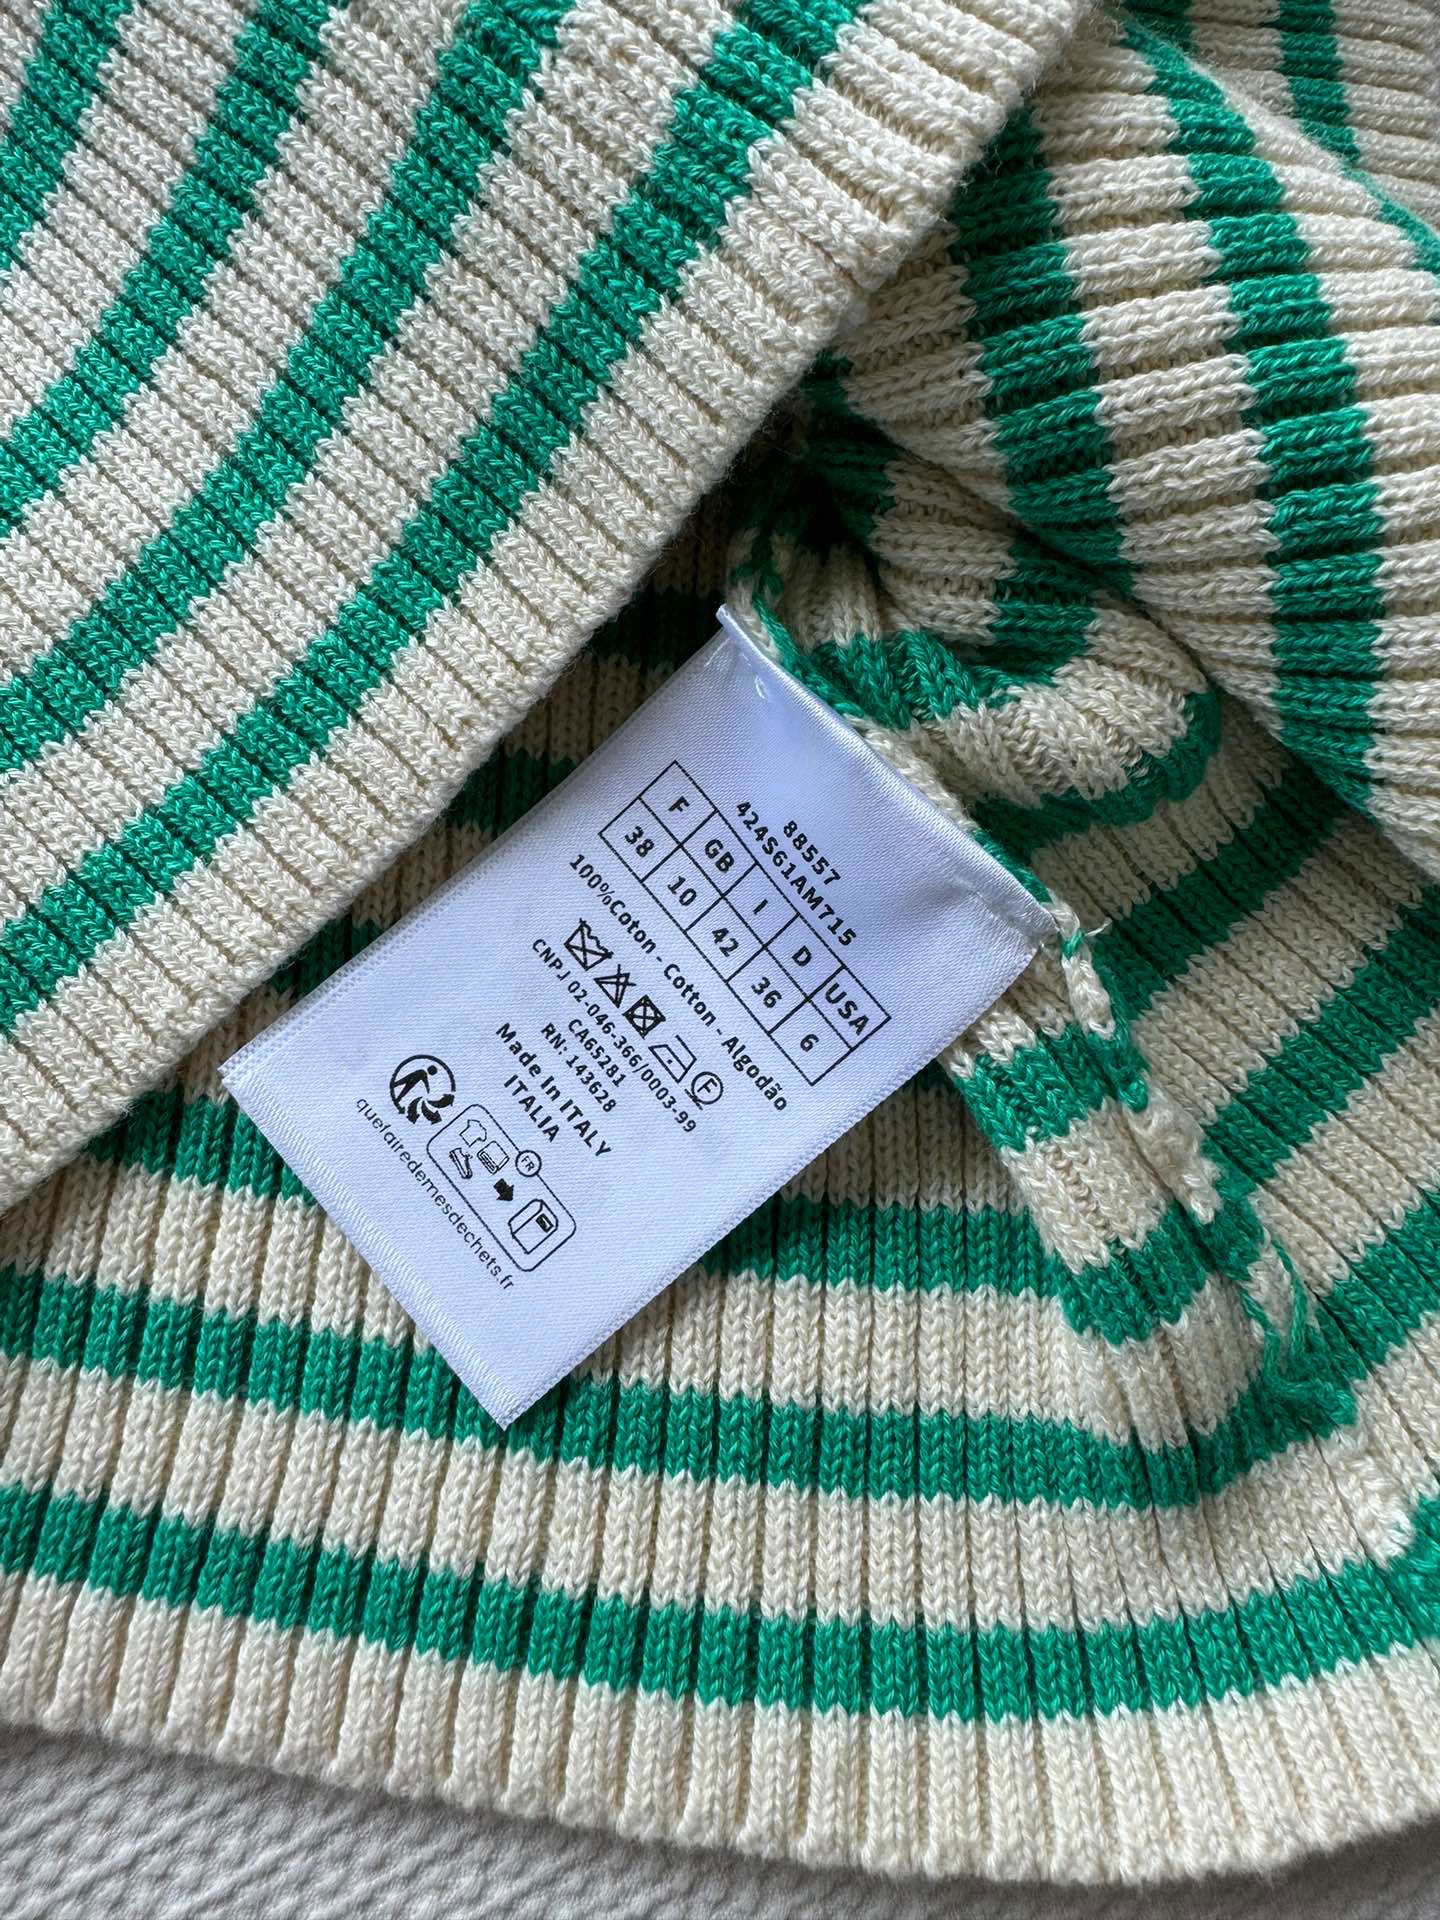 88557
424S61AM715
F GB I D USA
38 10 42 36 6
100%Coton - Cotton - Algodão
F
CNPJ 02-046-366/0003-99
CA65281
RN: 143628
Made In ITALY
ITALIA
FR
quefairedemesdechets.fr